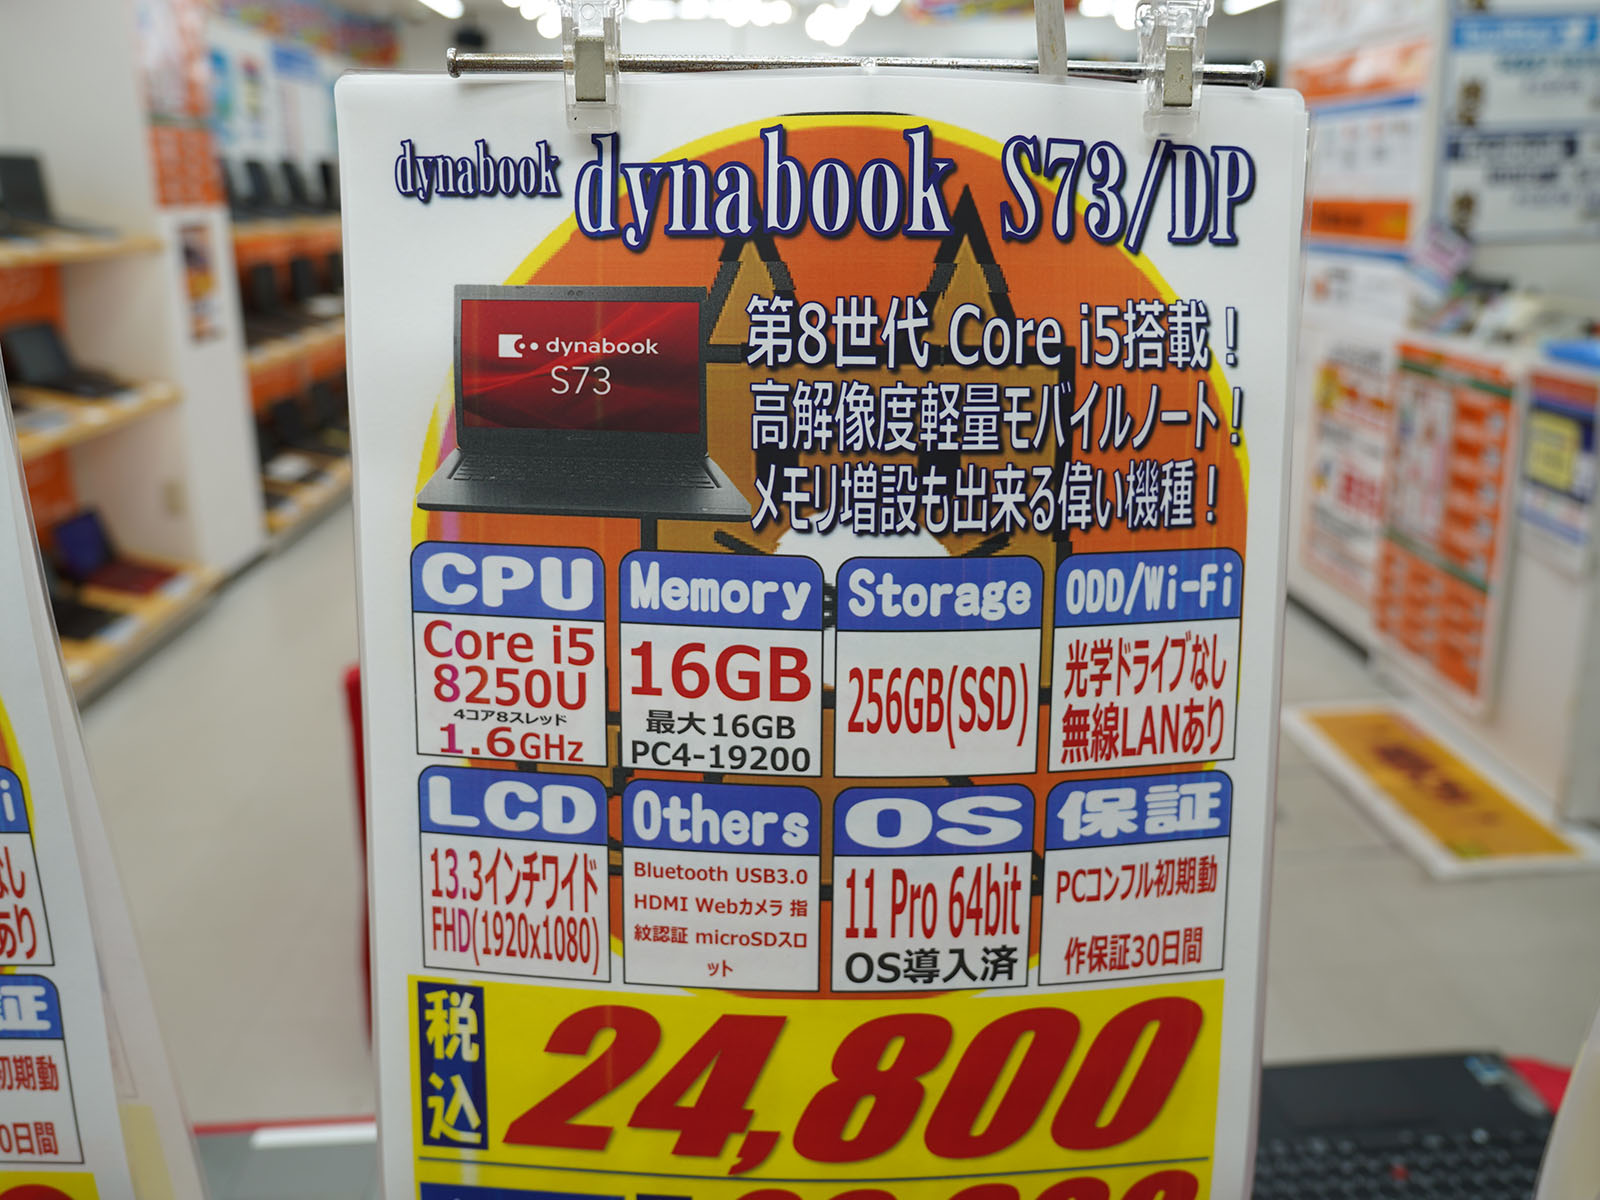 dynabook dynabook S73/DP
dynabook
S73
第8世代 Core i5搭載！
高解像度軽量モバイルノート！
メモリ増設も出来る偉い機種！
CPU
Core i5
8250U
4コア8スレッド
1.6GHz
Memory
16GB
最大16GB
PC4-19200
Storage
256GB(SSD)
ODD/Wi-Fi
光学ドライブなし
無線LANあり
LCD
13.3インチワイド
FHD(1920x1080)
Others
Bluetooth USB3.0
HDMI Webカメラ 指
紋認証 microSDスロ
ット
OS
11 Pro 64bit
OS導入済
保証
PCコンフル初期動
作保証30日間
税込
24,800